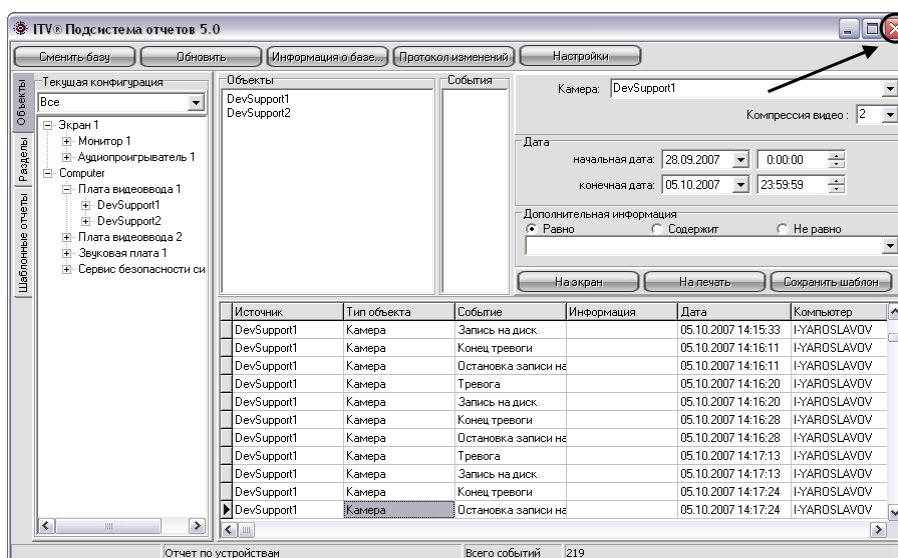 ITV® Подсистема отчетов 5.0
Сменить базу Обновить Информация о базе... Протокол изменений Настройки
Объекты
Разделы
Шаблонные отчеты
Текущая конфигурация
Все
Экран 1
Монитор 1
Аудиопроигрыватель 1
Computer
Плата видеоввода 1
DevSupport1
DevSupport2
Плата видеоввода 2
Звуковая плата 1
Сервис безопасности си
Объекты
DevSupport1
DevSupport2
События
Камера: DevSupport1
Компрессия видео : 2
Дата
начальная дата: 28.09.2007 0:00:00
конечная дата: 05.10.2007 23:59:59
Дополнительная информация
Равно Содержит Не равно
На экран На печать Сохранить шаблон
Источник Тип объекта Событие Информация Дата Компьютер
DevSupport1 Камера Запись на диск 05.10.2007 14:15:33 I-YAROSLAVOV
DevSupport1 Камера Конец тревоги 05.10.2007 14:16:11 I-YAROSLAVOV
DevSupport1 Камера Остановка записи на 05.10.2007 14:16:11 I-YAROSLAVOV
DevSupport1 Камера Тревога 05.10.2007 14:16:20 I-YAROSLAVOV
DevSupport1 Камера Запись на диск 05.10.2007 14:16:20 I-YAROSLAVOV
DevSupport1 Камера Конец тревоги 05.10.2007 14:16:28 I-YAROSLAVOV
DevSupport1 Камера Остановка записи на 05.10.2007 14:16:28 I-YAROSLAVOV
DevSupport1 Камера Тревога 05.10.2007 14:17:13 I-YAROSLAVOV
DevSupport1 Камера Запись на диск 05.10.2007 14:17:13 I-YAROSLAVOV
DevSupport1 Камера Конец тревоги 05.10.2007 14:17:24 I-YAROSLAVOV
DevSupport1 Камера Остановка записи на 05.10.2007 14:17:24 I-YAROSLAVOV
Отчет по устройствам Всего событий 219